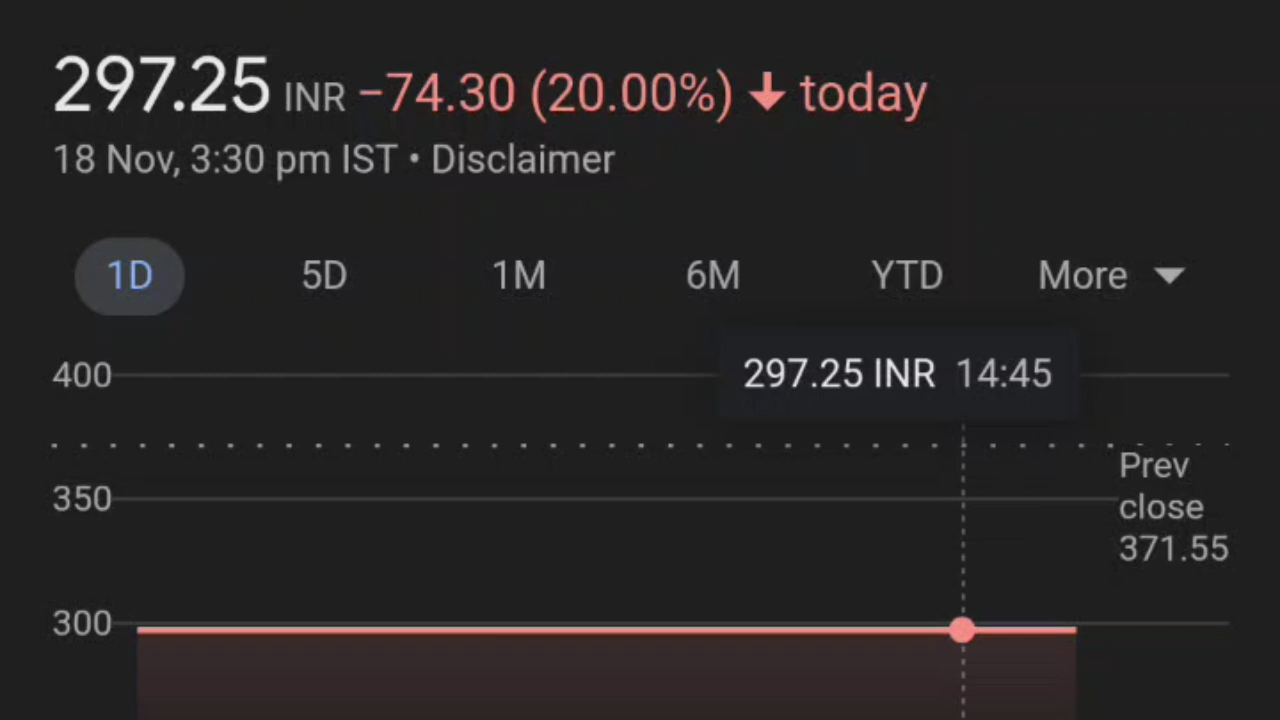 297.25 INR −74.30 (20.00%) ↓ today
18 Nov, 3:30 pm IST • Disclaimer
1D 5D 1M 6M YTD More
297.25 INR 14:45
400
Prev
350
close
371.55
300